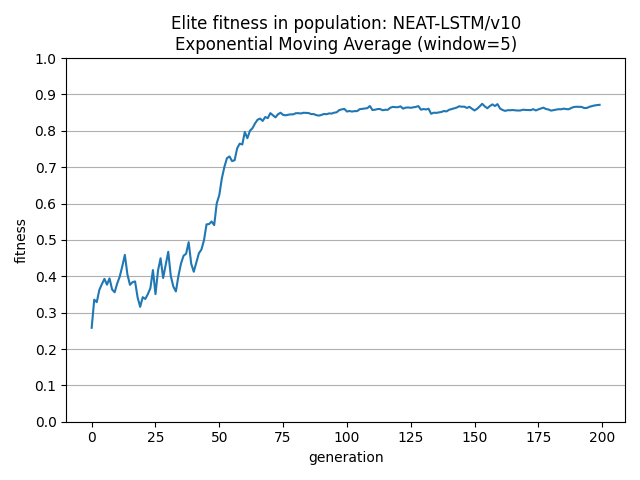 Elite fitness in population: NEAT-LSTM/v10
Exponential Moving Average (window=5)
1.0
0.9
0.8
0.7
0.6
0.5
0.4
0.3
0.2
0.1
0.0
fitness
0 25 50 75 100 125 150 175 200
generation